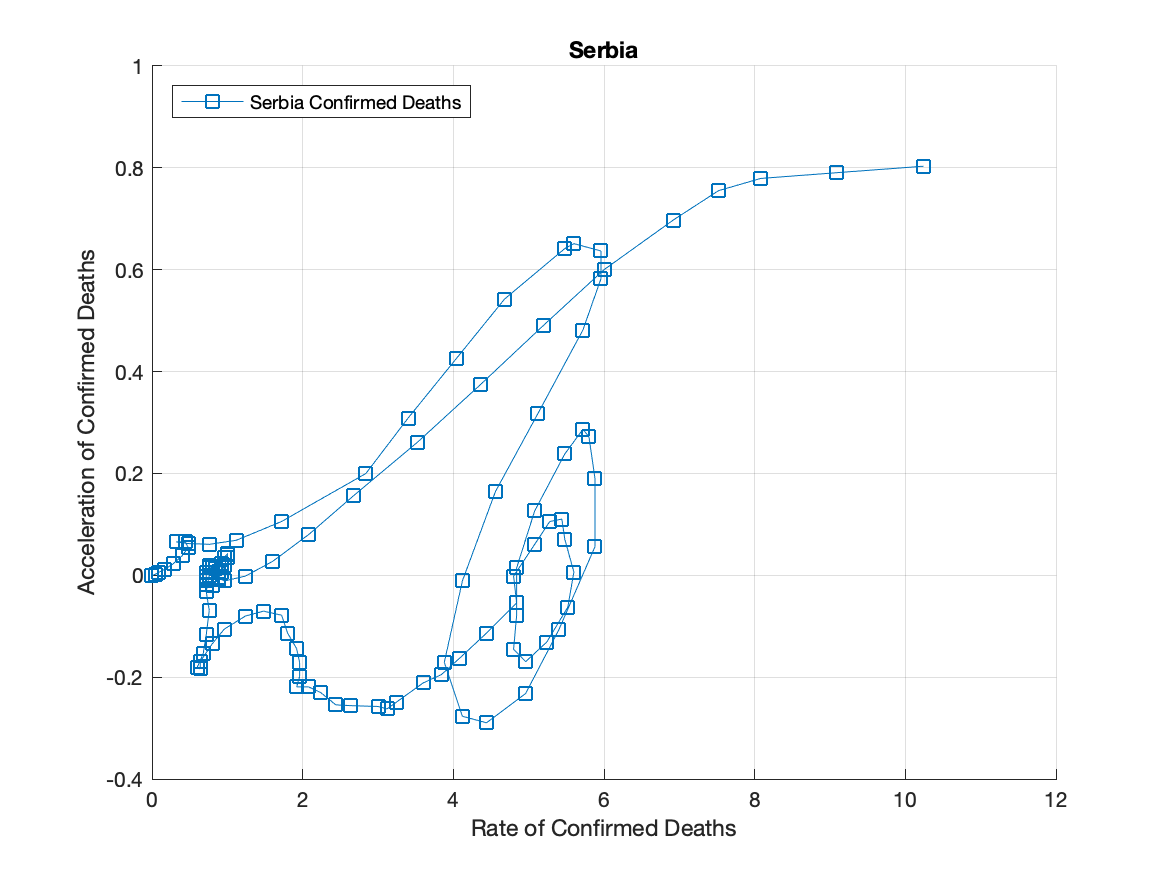 Serbia
Serbia Confirmed Deaths
1
0.8
0.6
0.4
0.2
0
-0.2
-0.4
Acceleration of Confirmed Deaths
0 2 4 6 8 10 12
Rate of Confirmed Deaths